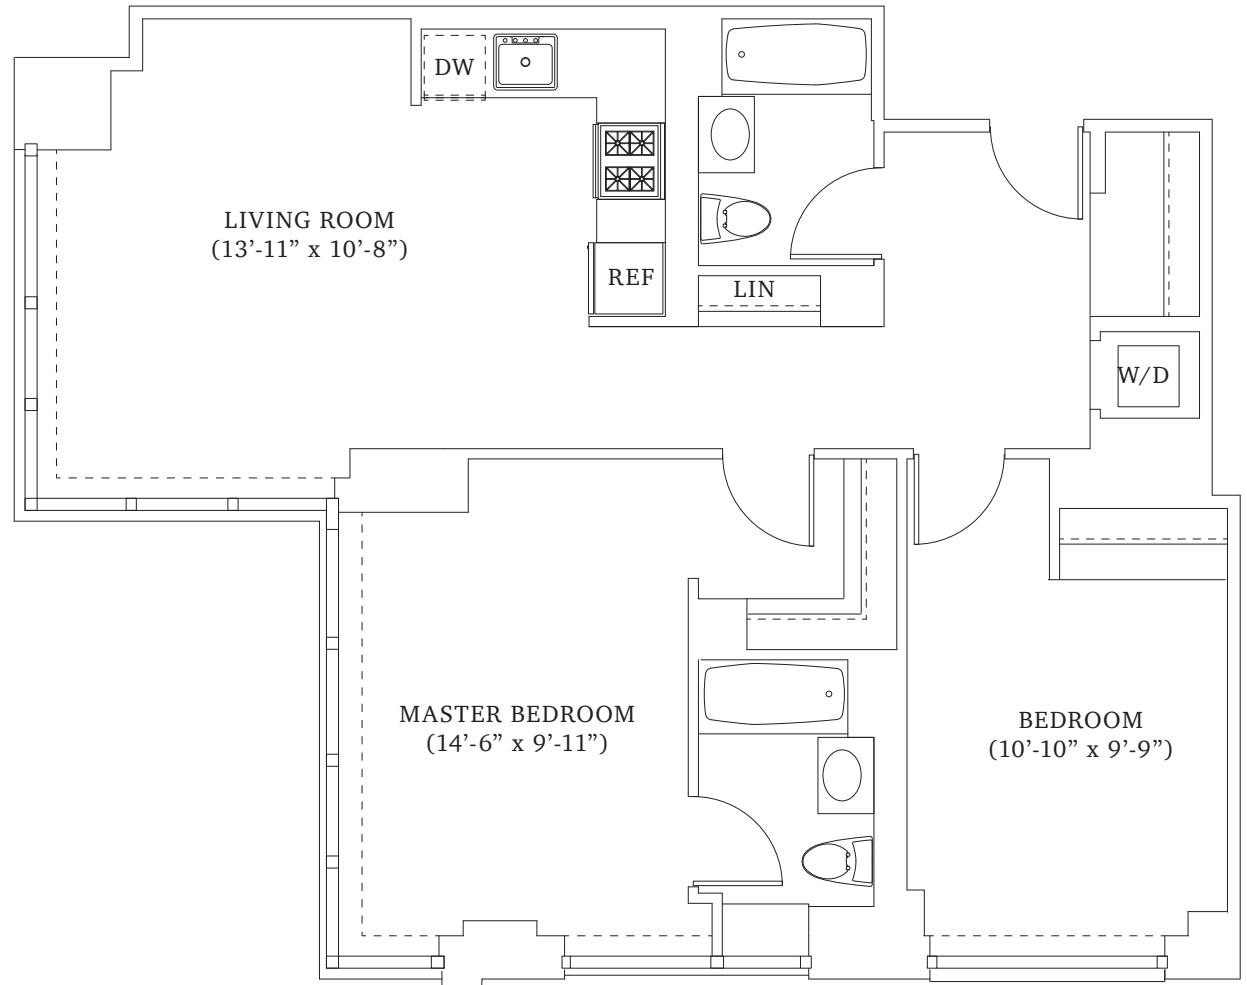 DW
LIVING ROOM
(13’-11” x 10’-8”)
REF
LIN
W/D
MASTER BEDROOM
(14’-6” x 9’-11”)
BEDROOM
(10’-10” x 9’-9”)